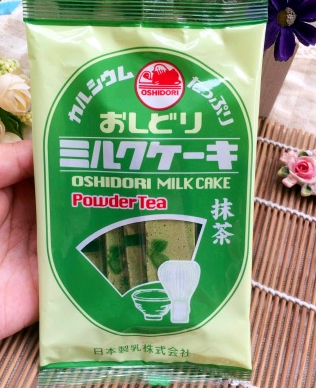 OSHIDORI
カルシウム
たっぷり
おしどり
ミルクケーキ
OSHIDORI MILK CAKE
Powder Tea
抹茶
日本製乳株式会社